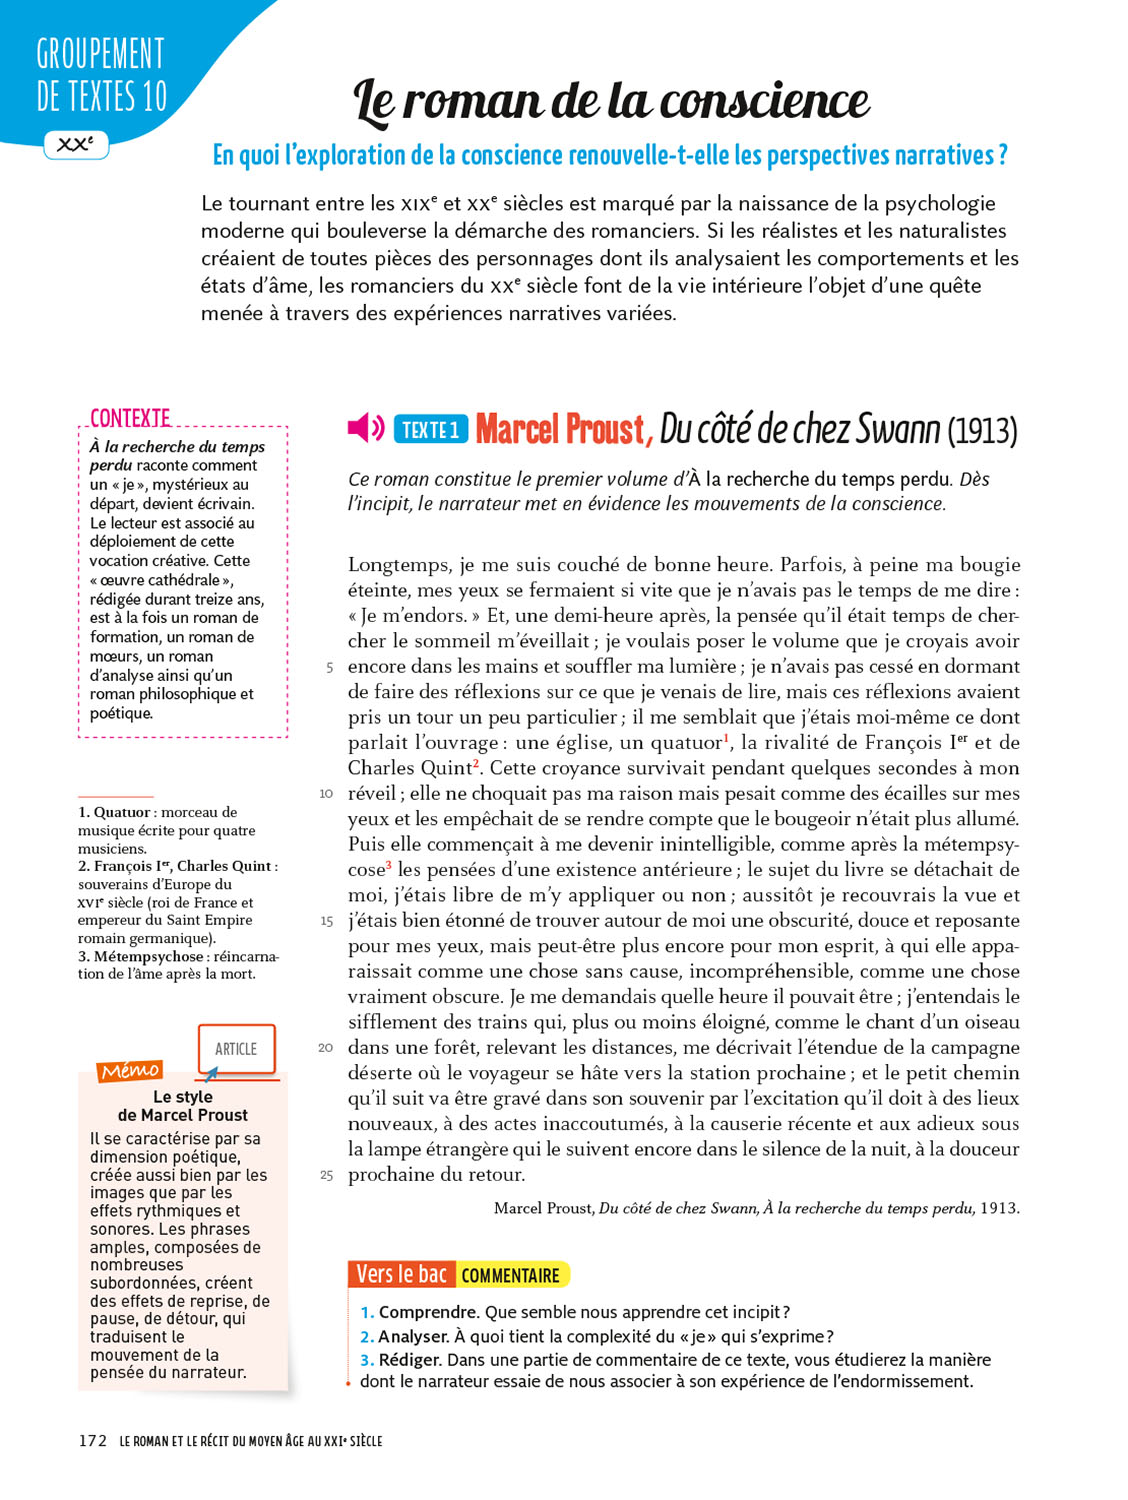 GROUPEMENT
DE TEXTES 10
XXe
Le roman de la conscience
En quoi l’exploration de la conscience renouvelle-t-elle les perspectives narratives ?
Le tournant entre les XIXe et XXe siècles est marqué par la naissance de la psychologie
moderne qui bouleverse la démarche des romanciers. Si les réalistes et les naturalistes
créaient de toutes pièces des personnages dont ils analysaient les comportements et les
états d’âme, les romanciers du XXe siècle font de la vie intérieure l’objet d’une quête
menée à travers des expériences narratives variées.
CONTEXTE
À la recherche du temps
perdu raconte comment
un « je », mystérieux au
départ, devient écrivain.
Le lecteur est associé au
déploiement de cette
vocation créative. Cette
« œuvre cathédrale »,
rédigée durant treize ans,
est à la fois un roman de
formation, un roman de
mœurs, un roman
d’analyse ainsi qu’un
roman philosophique et
poétique.
1. Quatuor : morceau de
musique écrite pour quatre
musiciens.
2. François Ier, Charles Quint :
souverains d’Europe du
XVIe siècle (roi de France et
empereur du Saint Empire
romain germanique).
3. Métempsychose : réincarna-
tion de l’âme après la mort.
ARTICLE
Mémo
Le style
de Marcel Proust
Il se caractérise par sa
dimension poétique,
créée aussi bien par les
images que par les
effets rythmiques et
sonores. Les phrases
amples, composées de
nombreuses
subordonnées, créent
des effets de reprise, de
pause, de détour, qui
traduisent le
mouvement de la
pensée du narrateur.
TEXTE 1 Marcel Proust, Du côté de chez Swann (1913)
Ce roman constitue le premier volume d’À la recherche du temps perdu. Dès
l’incipit, le narrateur met en évidence les mouvements de la conscience.
Longtemps, je me suis couché de bonne heure. Parfois, à peine ma bougie
éteinte, mes yeux se fermaient si vite que je n’avais pas le temps de me dire :
« Je m’endors. » Et, une demi-heure après, la pensée qu’il était temps de cher-
cher le sommeil m’éveillait ; je voulais poser le volume que je croyais avoir
5 encore dans les mains et souffler ma lumière ; je n’avais pas cessé en dormant
de faire des réflexions sur ce que je venais de lire, mais ces réflexions avaient
pris un tour un peu particulier ; il me semblait que j’étais moi-même ce dont
parlait l’ouvrage : une église, un quatuor1, la rivalité de François Ier et de
Charles Quint2. Cette croyance survivait pendant quelques secondes à mon
10 réveil ; elle ne choquait pas ma raison mais pesait comme des écailles sur mes
yeux et les empêchait de se rendre compte que le bougeoir n’était plus allumé.
Puis elle commençait à me devenir inintelligible, comme après la métempsy-
cose3 les pensées d’une existence antérieure ; le sujet du livre se détachait de
moi, j’étais libre de m’y appliquer ou non ; aussitôt je recouvrais la vue et
15 j’étais bien étonné de trouver autour de moi une obscurité, douce et reposante
pour mes yeux, mais peut-être plus encore pour mon esprit, à qui elle appa-
raissait comme une chose sans cause, incompréhensible, comme une chose
vraiment obscure. Je me demandais quelle heure il pouvait être ; j’entendais le
sifflement des trains qui, plus ou moins éloigné, comme le chant d’un oiseau
20 dans une forêt, relevant les distances, me décrivait l’étendue de la campagne
déserte où le voyageur se hâte vers la station prochaine ; et le petit chemin
qu’il suit va être gravé dans son souvenir par l’excitation qu’il doit à des lieux
nouveaux, à des actes inaccoutumés, à la causerie récente et aux adieux sous
la lampe étrangère qui le suivent encore dans le silence de la nuit, à la douceur
25 prochaine du retour.
Marcel Proust, Du côté de chez Swann, À la recherche du temps perdu, 1913.
Vers le bac COMMENTAIRE
1. Comprendre. Que semble nous apprendre cet incipit ?
2. Analyser. À quoi tient la complexité du « je » qui s’exprime ?
3. Rédiger. Dans une partie de commentaire de ce texte, vous étudierez la manière
dont le narrateur essaie de nous associer à son expérience de l’endormissement.
172 LE ROMAN ET LE RÉCIT DU MOYEN ÂGE AU XXIe SIÈCLE